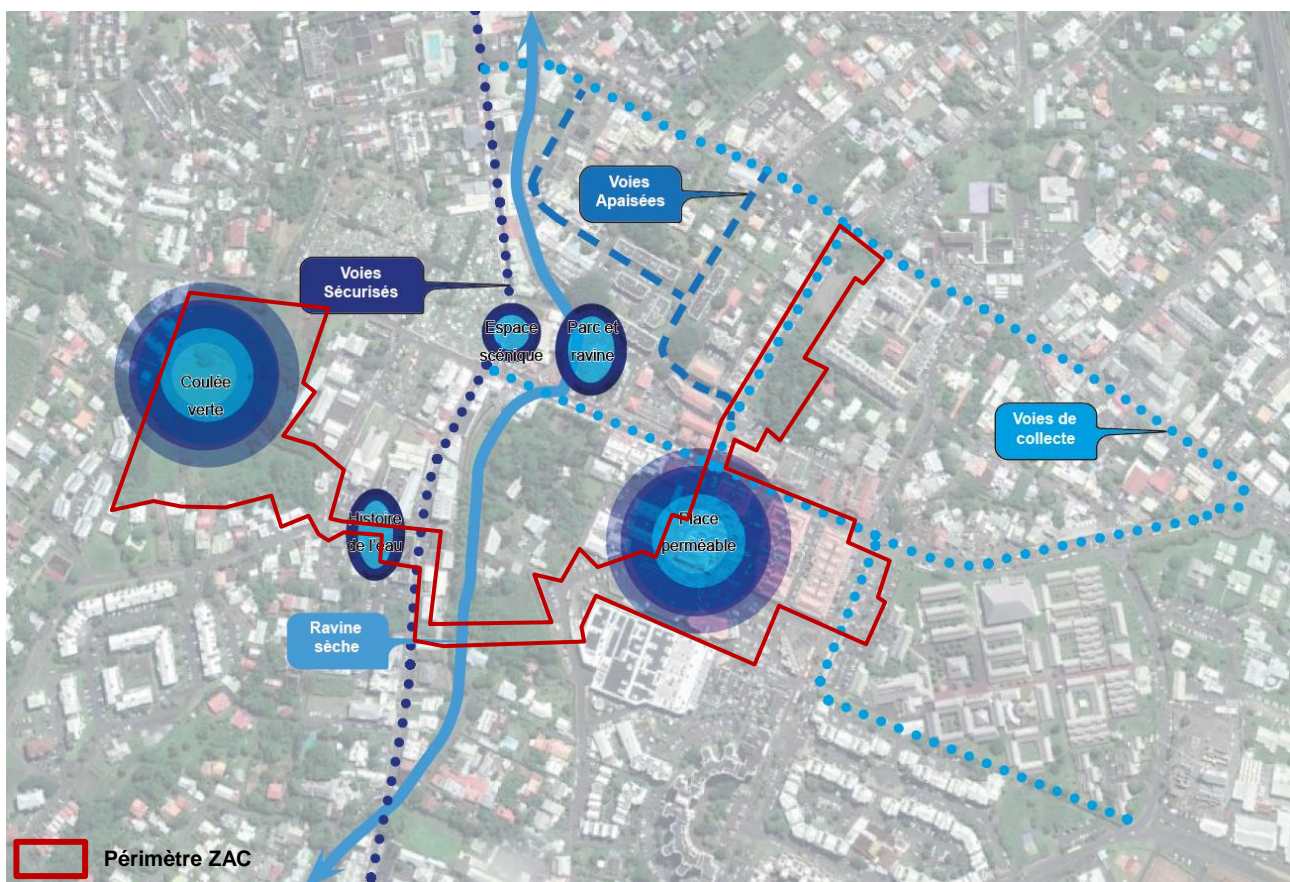 Voies
Apaisées
Voies
Sécurisés
Espace
scénique
Parc et
ravine
Coulée
verte
Voies de
collecte
Histoire
de l'eau
Place
perméable
Ravine
sèche
Périmètre ZAC